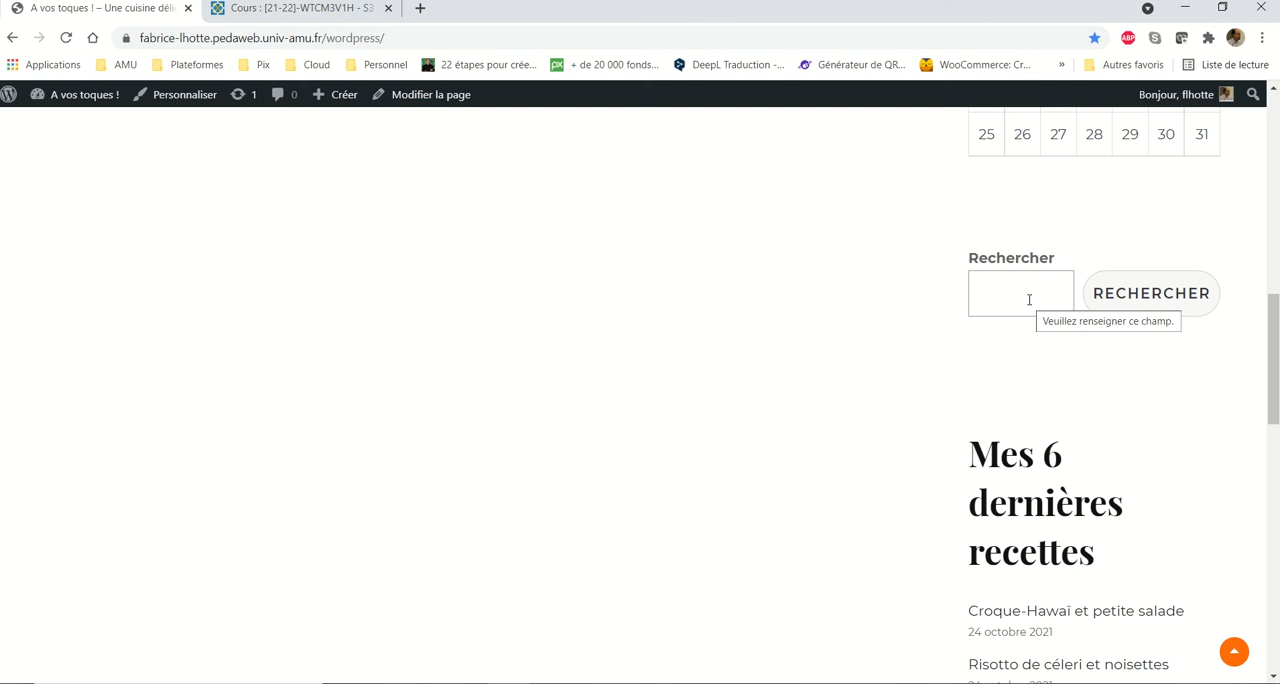 A vos toques ! – Une cuisine déli
Cours : [21-22]-WTCM3V1H - S3
fabrice-lhotte.pedaweb.univ-amu.fr/wordpress/
ABP
Applications
AMU
Plateformes
Pix
Cloud
Personnel
22 étapes pour crée...
px
+ de 20 000 fonds...
DeepL Traduction -...
Générateur de QR...
WooCommerce: Cr...
»
Autres favoris
Liste de lecture
A vos toques !
Personnaliser
1
0
Créer
Modifier la page
Bonjour, flhotte
25 26 27 28 29 30 31
Rechercher
RECHERCHER
Veuillez renseigner ce champ.
Mes 6
dernières
recettes
Croque-Hawaï et petite salade
24 octobre 2021
Risotto de céleri et noisettes